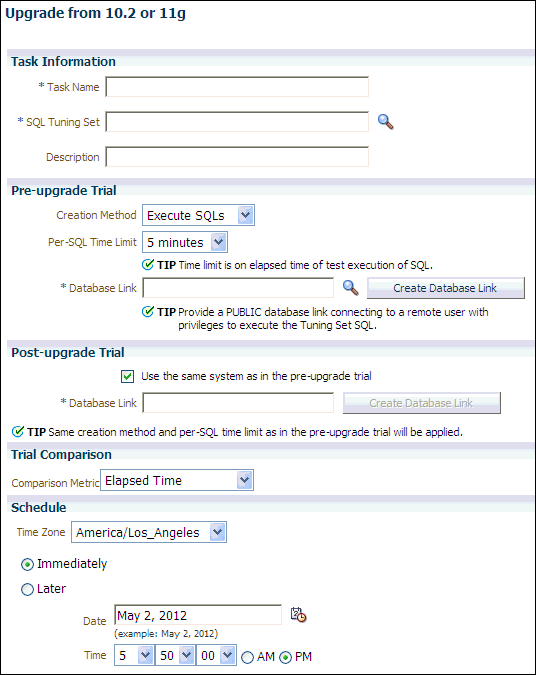 Upgrade from 10.2 or 11g
Task Information
* Task Name
* SQL Tuning Set
Description
Pre-upgrade Trial
Creation Method Execute SQLs
Per-SQL Time Limit 5 minutes
TIP Time limit is on elapsed time of test execution of SQL.
* Database Link Create Database Link
TIP Provide a PUBLIC database link connecting to a remote user with
privileges to execute the Tuning Set SQL.
Post-upgrade Trial
Use the same system as in the pre-upgrade trial
* Database Link Create Database Link
TIP Same creation method and per-SQL time limit as in the pre-upgrade trial will be applied.
Trial Comparison
Comparison Metric Elapsed Time
Schedule
Time Zone America/Los_Angeles
Immediately
Later
Date May 2, 2012
(example: May 2, 2012)
Time 5 50 00 AM PM